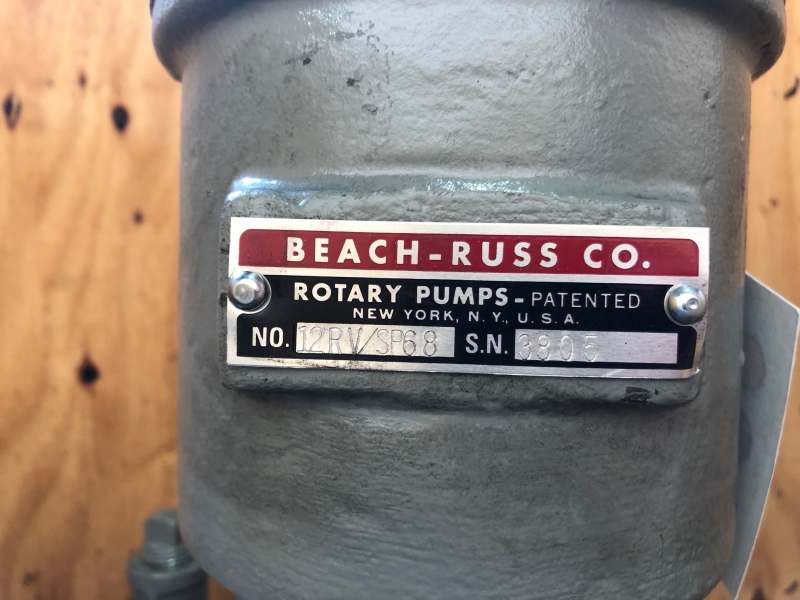 BEACH-RUSS CO.
ROTARY PUMPS-PATENTED
NEW YORK, N.Y., U.S.A.
NO. 12RV/SP68 S.N. 3805